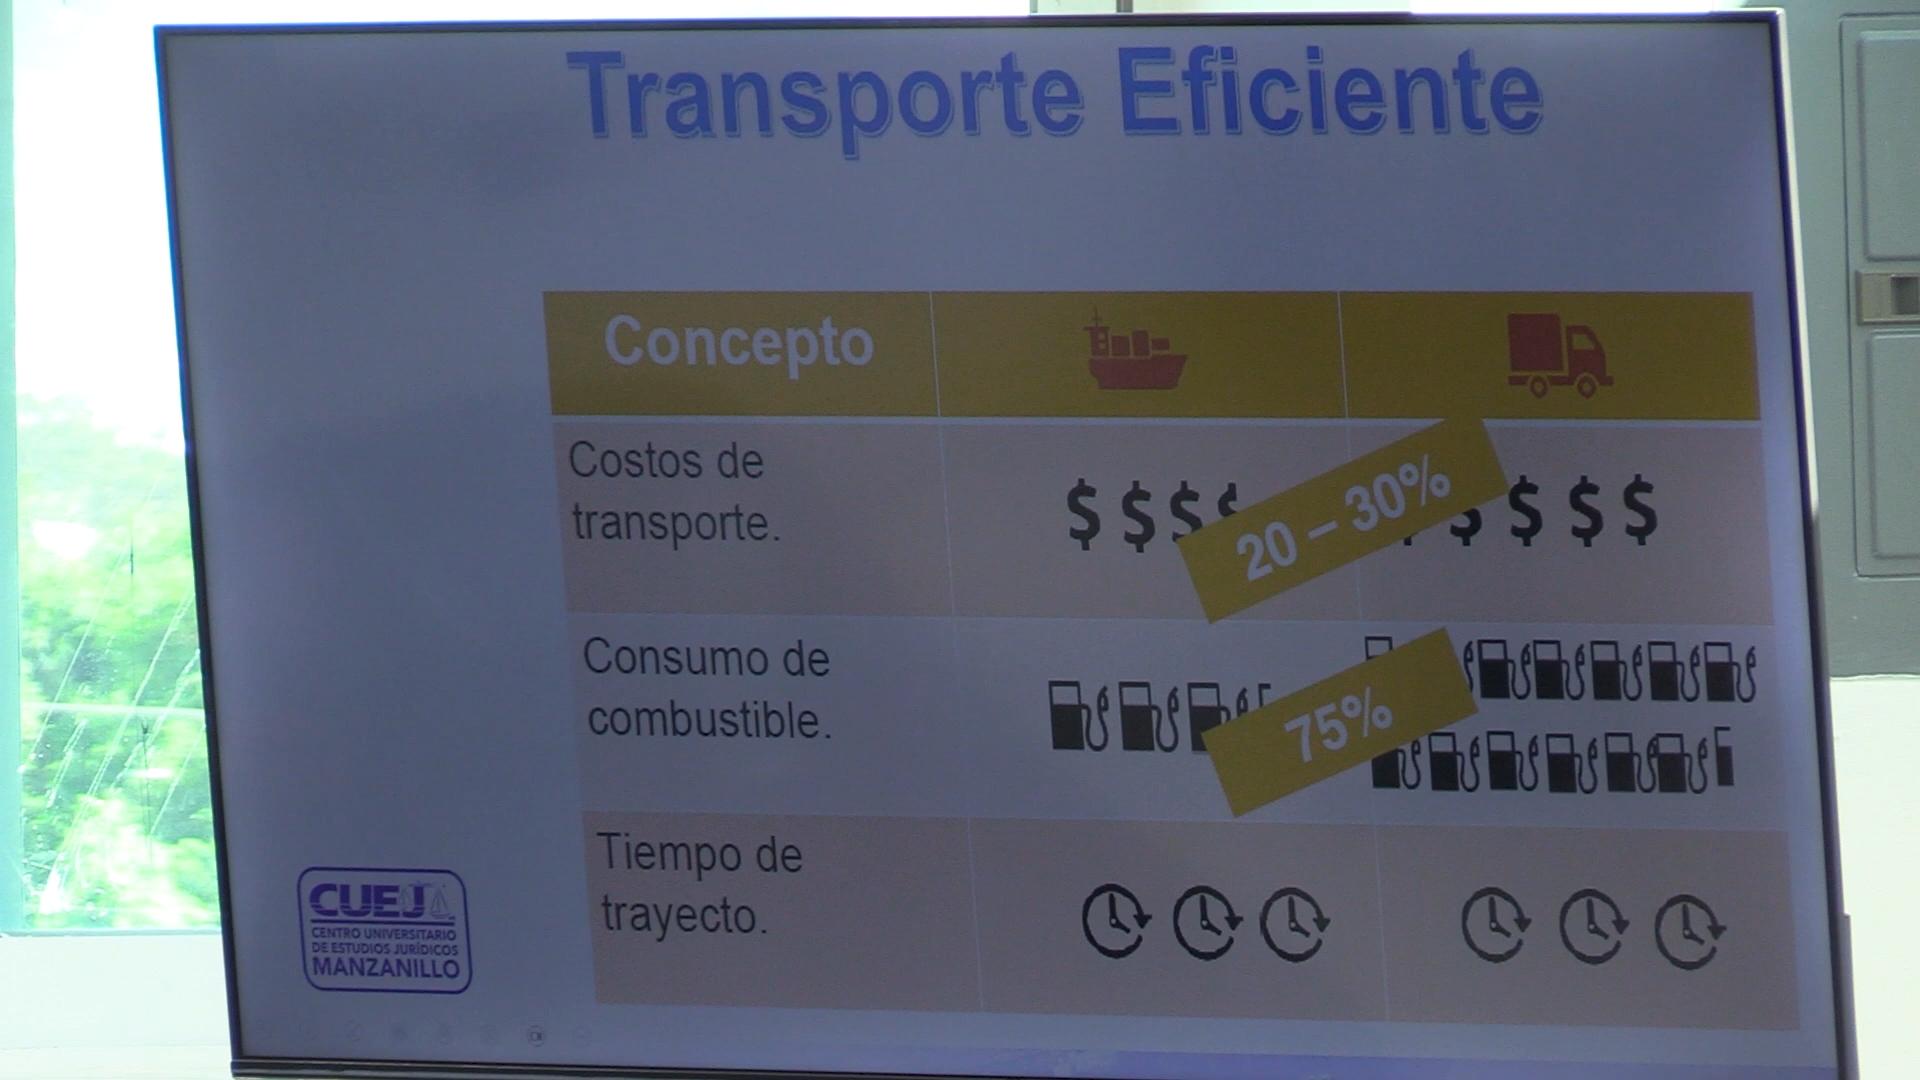 Transporte Eficiente
Concepto
Costos de
transporte.
$ $ $ $
20 – 30%
$ $ $ $
Consumo de
combustible.
75%
Tiempo de
trayecto.
CUEJ
CENTRO UNIVERSITARIO
DE ESTUDIOS JURÍDICOS
MANZANILLO